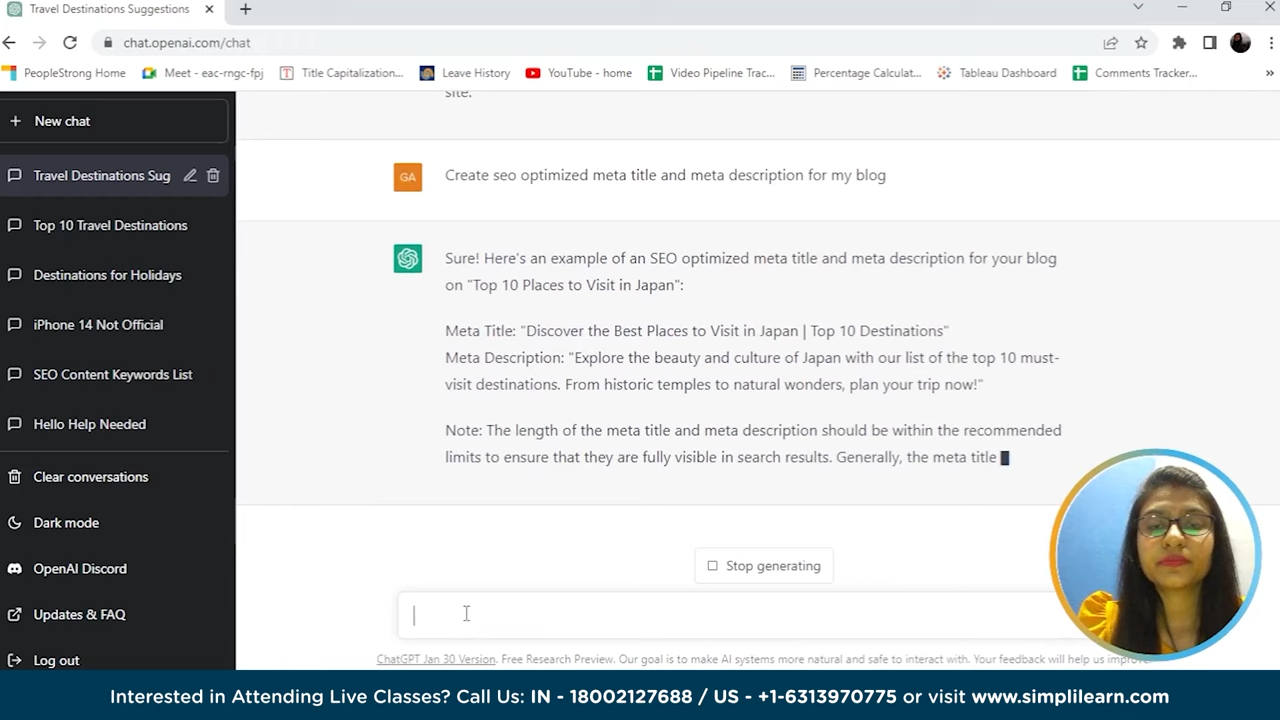 Travel Destinations Suggestions
chat.openai.com/chat
PeopleStrong Home
Meet - eac-rngc-fpj
Title Capitalization...
Leave History
YouTube - home
Video Pipeline Trac...
Percentage Calculat...
Tableau Dashboard
Comments Tracker...
»
site.
New chat
Travel Destinations Sug
Top 10 Travel Destinations
Destinations for Holidays
iPhone 14 Not Official
SEO Content Keywords List
Hello Help Needed
Clear conversations
Dark mode
OpenAI Discord
Updates & FAQ
Log out
GA
Create seo optimized meta title and meta description for my blog
Sure! Here's an example of an SEO optimized meta title and meta description for your blog
on "Top 10 Places to Visit in Japan":
Meta Title: "Discover the Best Places to Visit in Japan | Top 10 Destinations"
Meta Description: "Explore the beauty and culture of Japan with our list of the top 10 must-
visit destinations. From historic temples to natural wonders, plan your trip now!"
Note: The length of the meta title and meta description should be within the recommended
limits to ensure that they are fully visible in search results. Generally, the meta title
Stop generating
ChatGPT Jan 30 Version. Free Research Preview. Our goal is to make AI systems more natural and safe to interact with. Your feedback will help us improve
Interested in Attending Live Classes? Call Us: IN - 18002127688 / US - +1-6313970775 or visit www.simplilearn.com